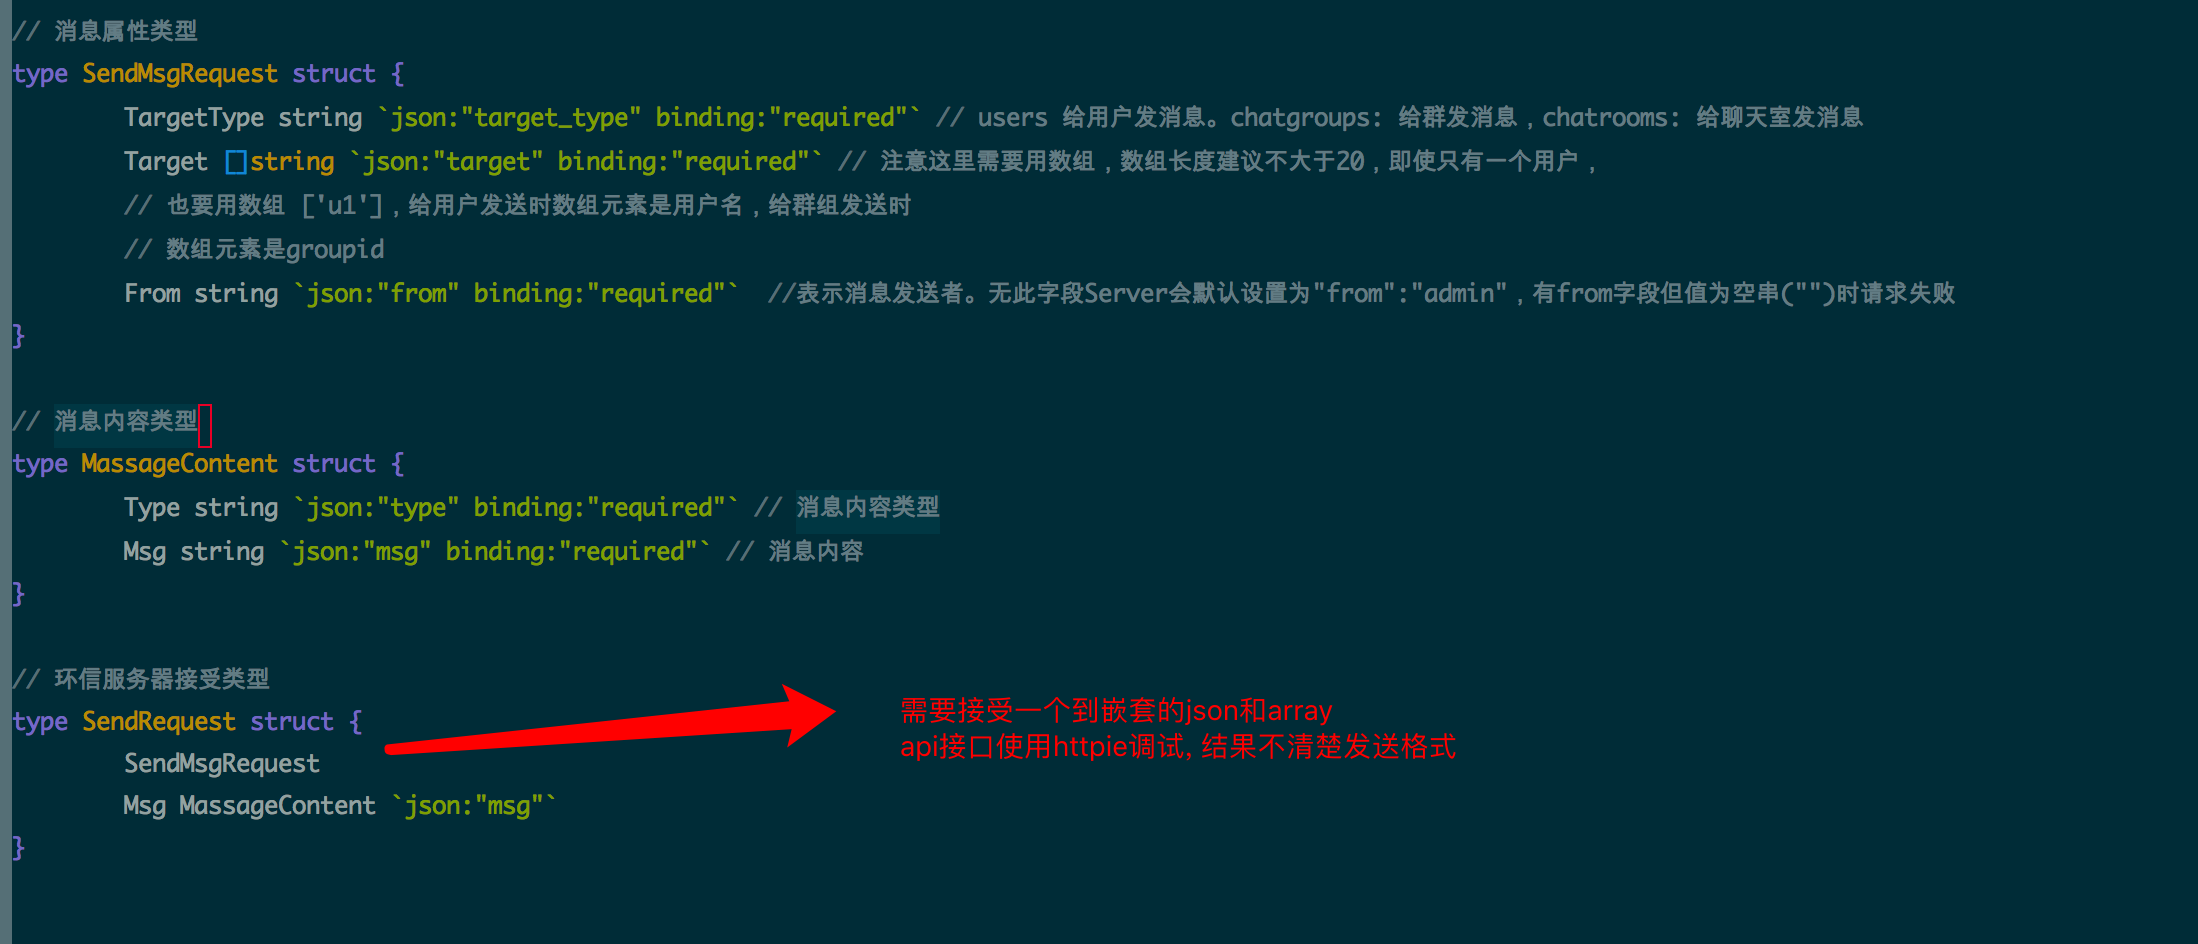 // 消息属性类型
type SendMsgRequest struct {
TargetType string `json:"target_type" binding:"required"` // users 给用户发消息。chatgroups: 给群发消息，chatrooms: 给聊天室发消息
Target []string `json:"target" binding:"required"` // 注意这里需要用数组，数组长度建议不大于20，即使只有一个用户，
// 也要用数组 ['u1']，给用户发送时数组元素是用户名，给群组发送时
// 数组元素是groupid
From string `json:"from" binding:"required"` //表示消息发送者。无此字段Server会默认设置为"from":"admin"，有from字段但值为空串("")时请求失败
}
// 消息内容类型
type MassageContent struct {
Type string `json:"type" binding:"required"` // 消息内容类型
Msg string `json:"msg" binding:"required"` // 消息内容
}
// 环信服务器接受类型
type SendRequest struct {
需要接受一个到嵌套的json和array
api接口使用httpie调试, 结果不清楚发送格式
SendMsgRequest
Msg MassageContent `json:"msg"`
}